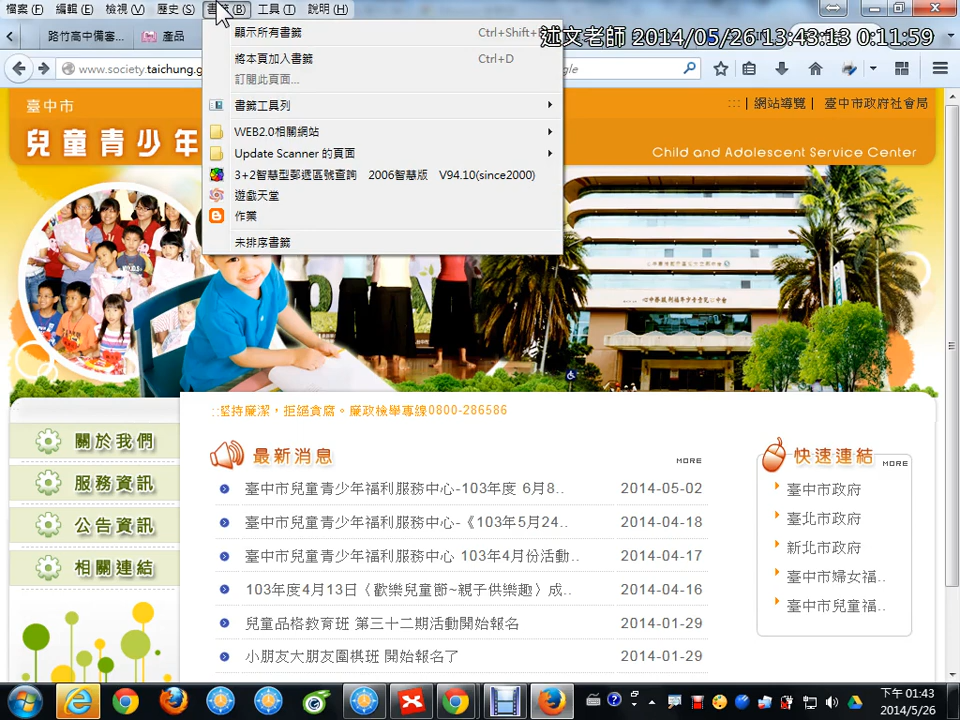 檔案(F) 編輯(E) 檢視(V) 歷史(S) (B) 工具(T) 說明(H)
述文老師 2014/05/26 13:43:13 0:11:59
路竹高中備審... 產品
www.society.taichung.g
gle
顯示所有書籤 Ctrl+Shift+
將本頁加入書籤 Ctrl+D
訂閱此頁面...
書籤工具列
WEB2.0相關網站
Update Scanner 的頁面
3+2智慧型郵遞區號查詢 2006智慧版 V94.10(since2000)
遊戲天堂
作業
未排序書籤
臺中市
兒童青少年
::: | 網站導覽 | 臺中市政府社會局
Child and Adolescent Service Center
:::堅持廉潔，拒絕貪腐。廉政檢舉專線0800-286586
關於我們
服務資訊
公告資訊
相關連結
最新消息
MORE
臺中市兒童青少年福利服務中心-103年度 6月8.. 2014-05-02
臺中市兒童青少年福利服務中心-《103年5月24.. 2014-04-18
臺中市兒童青少年福利服務中心 103年4月份活動.. 2014-04-17
103年度4月13日〈歡樂兒童節~親子供樂趣〉成.. 2014-04-16
兒童品格教育班 第三十二期活動開始報名 2014-01-29
小朋友大朋友圍棋班 開始報名了 2014-01-29
快速連結
MORE
臺中市政府
臺北市政府
新北市政府
臺中市婦女福..
臺中市兒童福..
下午 01:43
2014/5/26